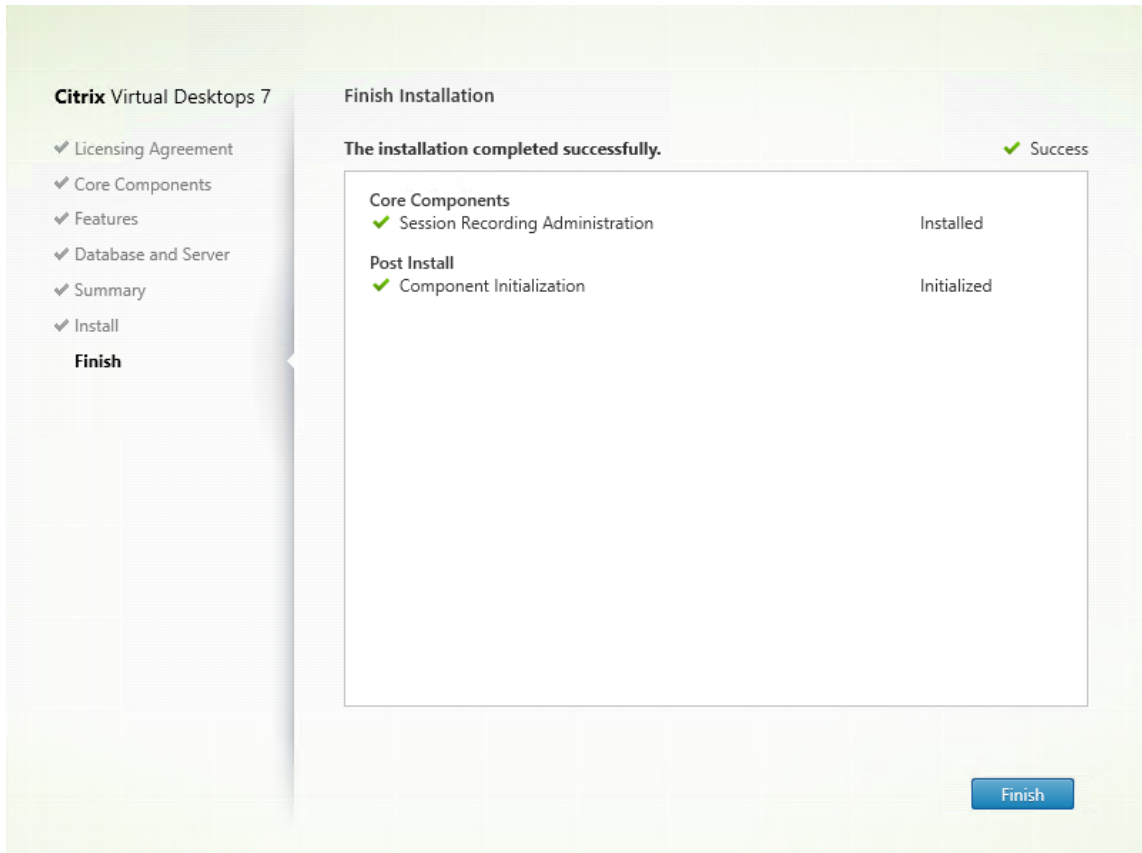 Citrix Virtual Desktops 7
Licensing Agreement
Core Components
Features
Database and Server
Summary
Install
Finish
Finish Installation
The installation completed successfully.
Success
Core Components
Session Recording Administration
Installed
Post Install
Component Initialization
Initialized
Finish